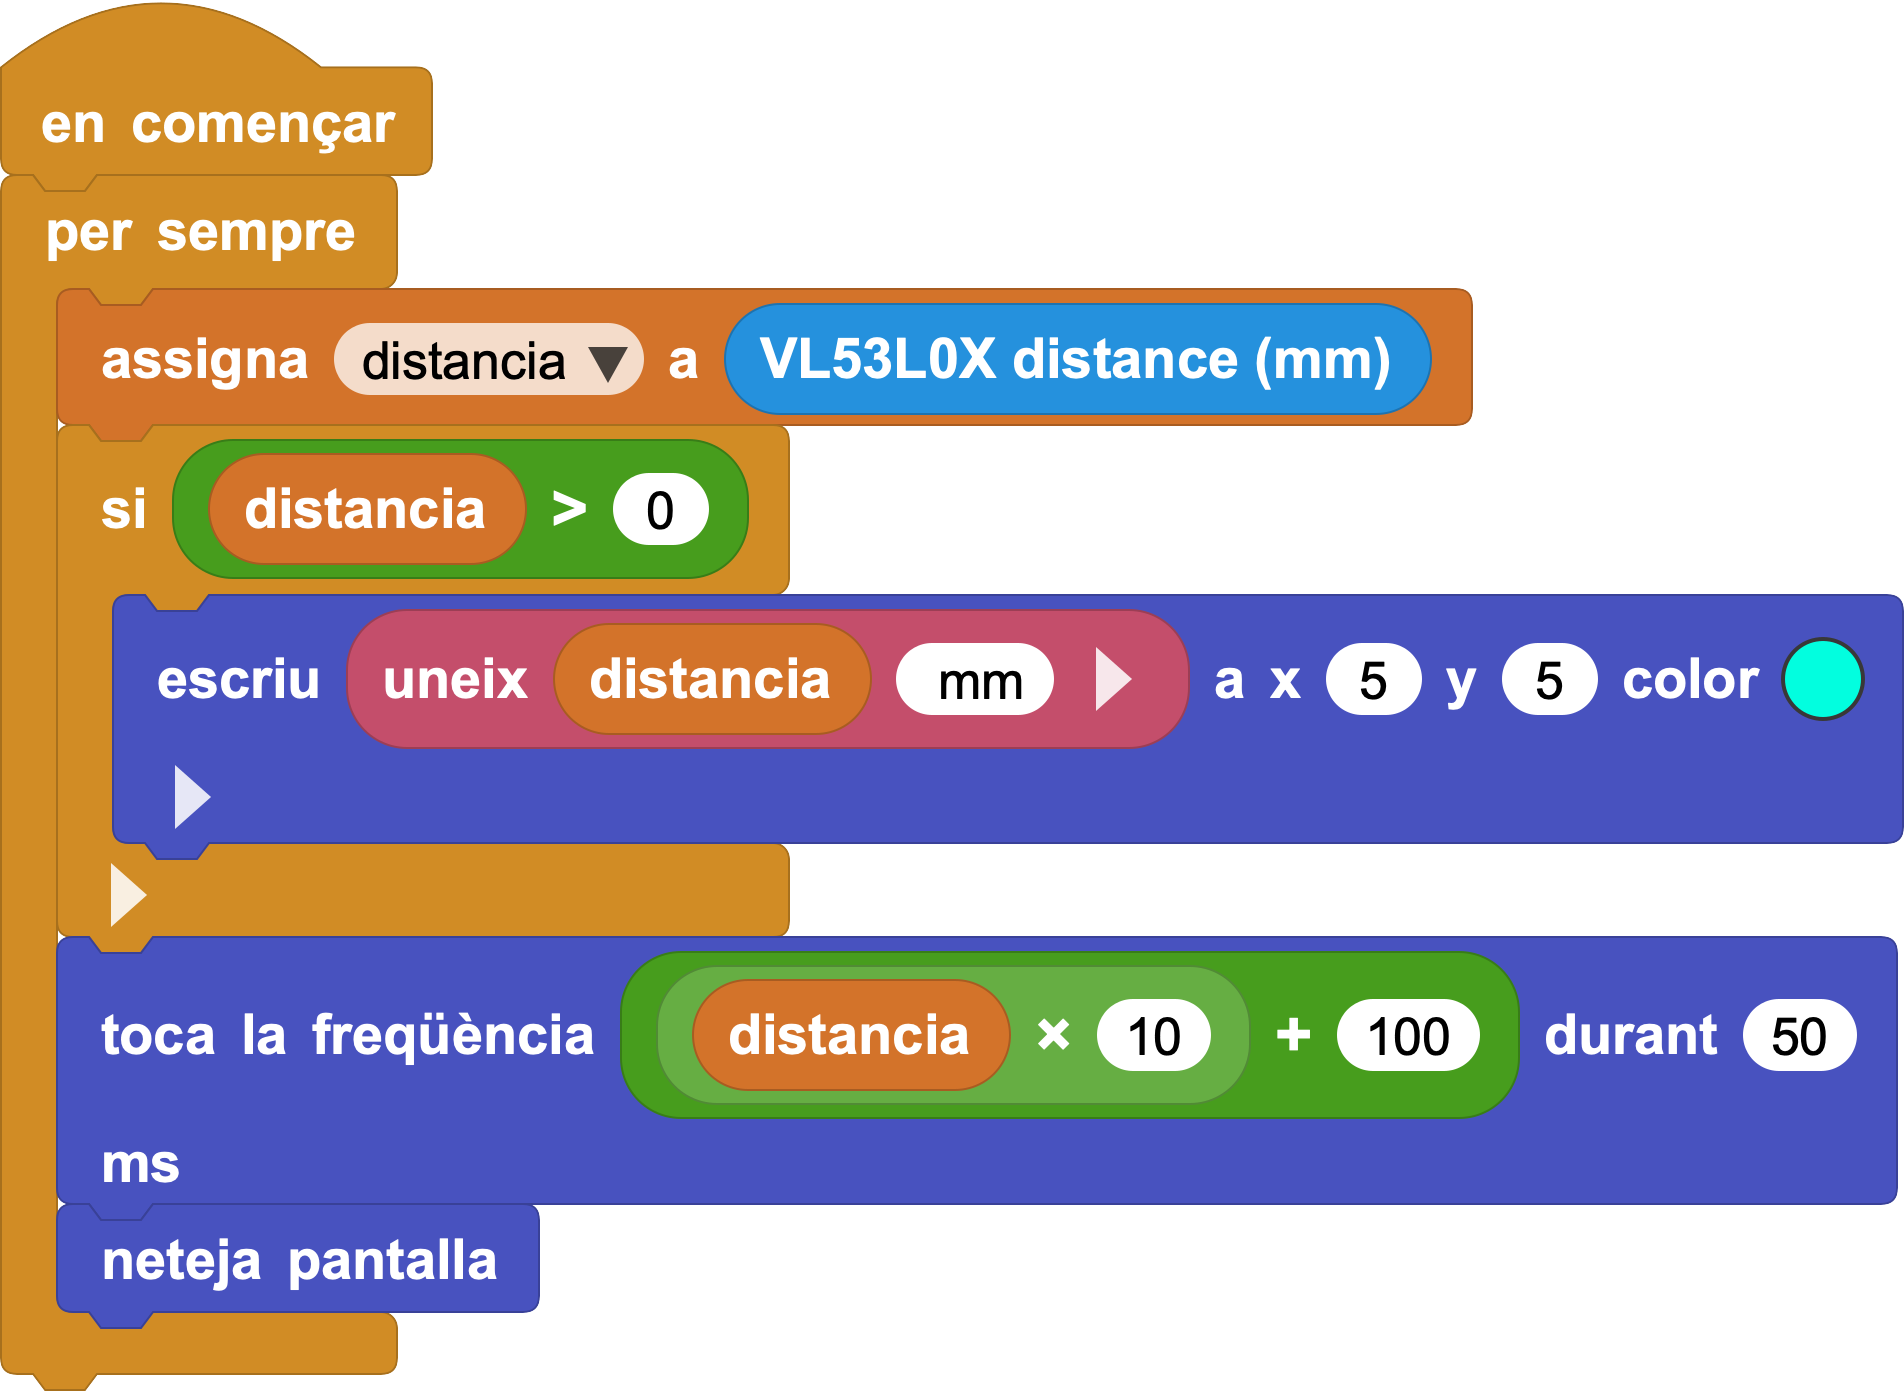 en començar
per sempre
assigna distancia a VL53L0X distance (mm)
si distancia > 0
escriu uneix distancia mm a x 5 y 5 color
toca la freqüència distancia × 10 + 100 durant 50
ms
neteja pantalla